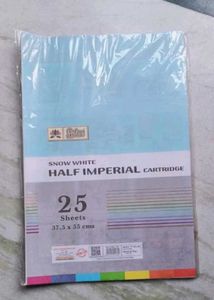 SNOW WHITE
HALF IMPERIAL CARTRIDGE
25
Sheets
37.5 x 55 cms